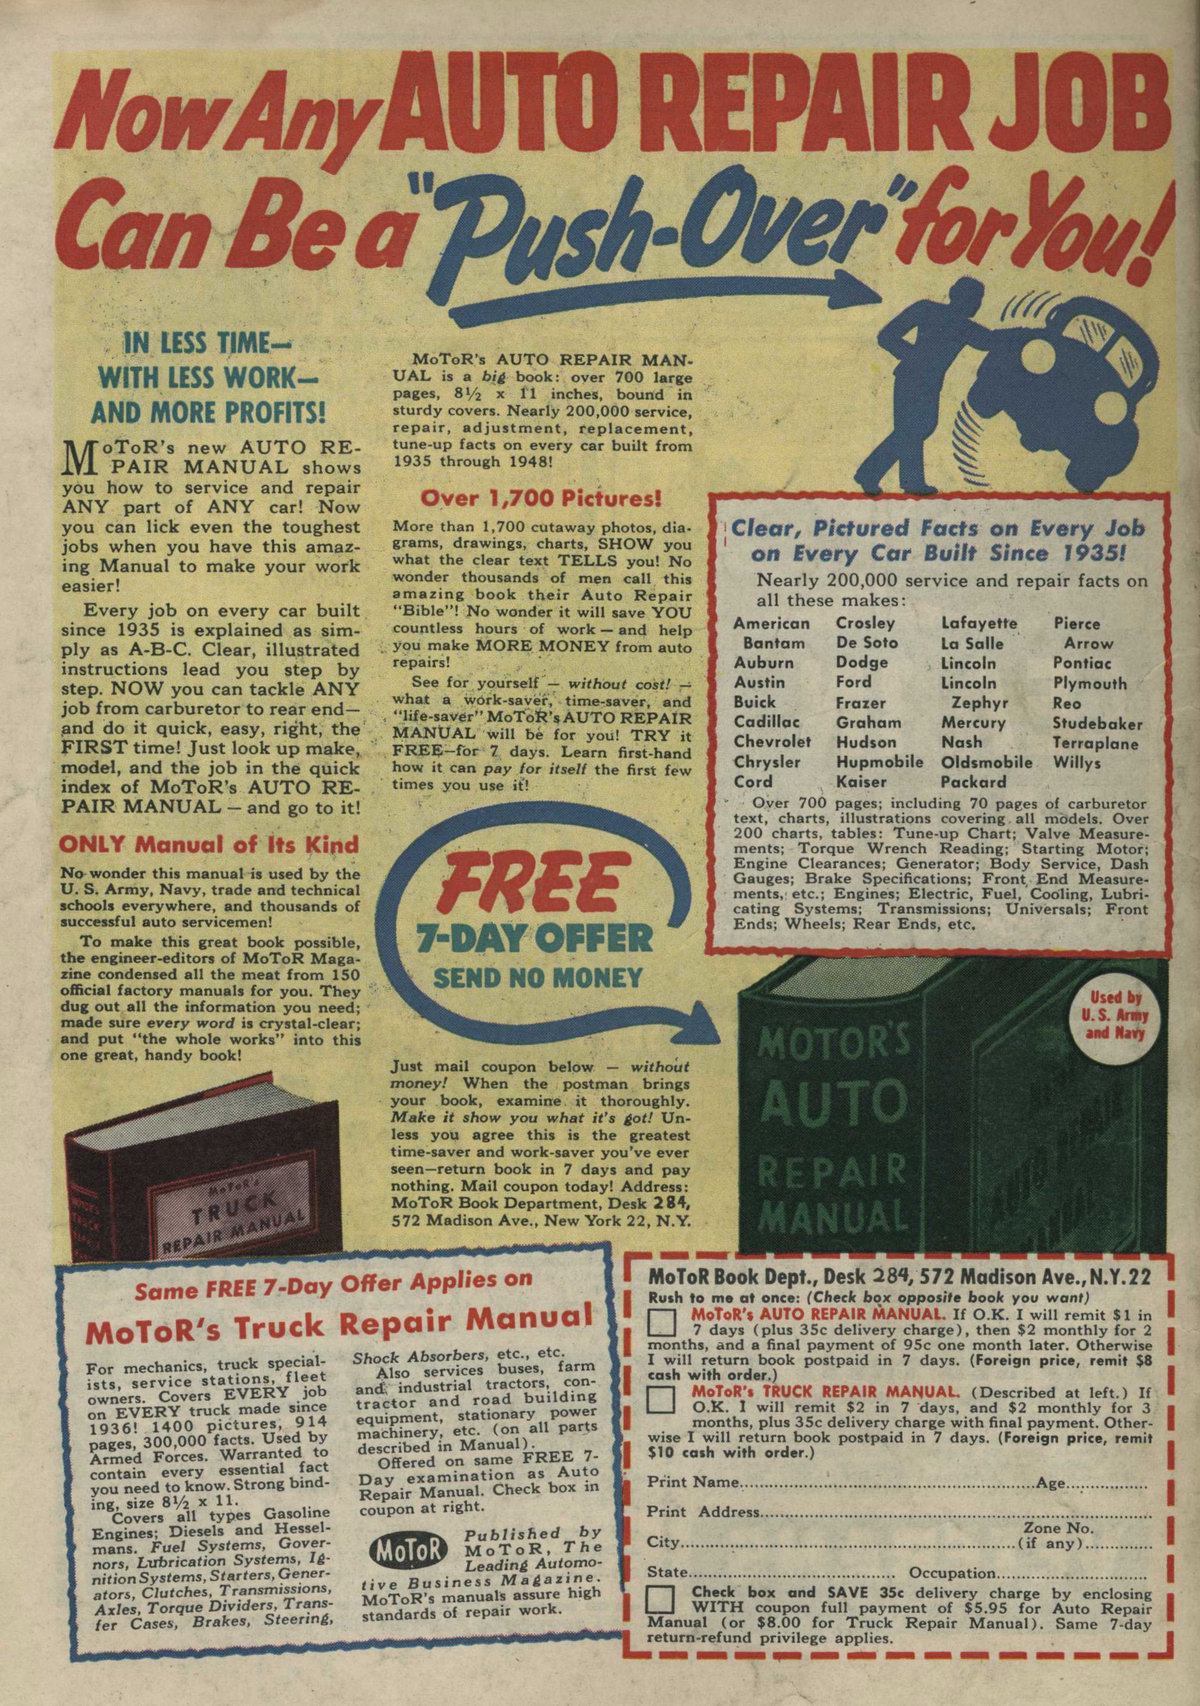 Now Any AUTO REPAIR JOB
Can Be a "Push-Over" for You!
IN LESS TIME—
WITH LESS WORK—
AND MORE PROFITS!
MoToR's new AUTO RE-
PAIR MANUAL shows
you how to service and repair
ANY part of ANY car! Now
you can lick even the toughest
jobs when you have this amaz-
ing Manual to make your work
easier!
Every job on every car built
since 1935 is explained as sim-
ply as A-B-C. Clear, illustrated
instructions lead you step by
step. NOW you can tackle ANY
job from carburetor to rear end—
and do it quick, easy, right, the
FIRST time! Just look up make,
model, and the job in the quick
index of MoToR's AUTO RE-
PAIR MANUAL — and go to it!
ONLY Manual of Its Kind
No wonder this manual is used by the
U. S. Army, Navy, trade and technical
schools everywhere, and thousands of
successful auto servicemen!
To make this great book possible,
the engineer-editors of MoToR Maga-
zine condensed all the meat from 150
official factory manuals for you. They
dug out all the information you need;
made sure every word is crystal-clear;
and put "the whole works" into this
one great, handy book!
MoToR's AUTO REPAIR MAN-
UAL is a big book: over 700 large
pages, 8½ x 11 inches, bound in
sturdy covers. Nearly 200,000 service,
repair, adjustment, replacement,
tune-up facts on every car built from
1935 through 1948!
Over 1,700 Pictures!
More than 1,700 cutaway photos, dia-
grams, drawings, charts, SHOW you
what the clear text TELLS you! No
wonder thousands of men call this
amazing book their Auto Repair
"Bible"! No wonder it will save YOU
countless hours of work — and help
you make MORE MONEY from auto
repairs!
See for yourself — without cost! —
what a work-saver, time-saver, and
"life-saver" MoToR's AUTO REPAIR
MANUAL will be for you! TRY it
FREE—for 7 days. Learn first-hand
how it can pay for itself the first few
times you use it!
FREE
7-DAY OFFER
SEND NO MONEY
Just mail coupon below — without
money! When the postman brings
your book, examine it thoroughly.
Make it show you what it's got! Un-
less you agree this is the greatest
time-saver and work-saver you've ever
seen—return book in 7 days and pay
nothing. Mail coupon today! Address:
MoToR Book Department, Desk 284,
572 Madison Ave., New York 22, N.Y.
Clear, Pictured Facts on Every Job
on Every Car Built Since 1935!
Nearly 200,000 service and repair facts on
all these makes:
American Crosley Lafayette Pierce
Bantam De Soto La Salle Arrow
Auburn Dodge Lincoln Pontiac
Austin Ford Lincoln Plymouth
Buick Frazer Zephyr Reo
Cadillac Graham Mercury Studebaker
Chevrolet Hudson Nash Terraplane
Chrysler Hupmobile Oldsmobile Willys
Cord Kaiser Packard
Over 700 pages; including 70 pages of carburetor
text, charts, illustrations covering all models. Over
200 charts, tables: Tune-up Chart; Valve Measure-
ments; Torque Wrench Reading; Starting Motor;
Engine Clearances; Generator; Body Service, Dash
Gauges; Brake Specifications; Front End Measure-
ments, etc.; Engines; Electric, Fuel, Cooling, Lubri-
cating Systems; Transmissions; Universals; Front
Ends; Wheels; Rear Ends, etc.
Used by
U. S. Army
and Navy
MOTOR'S
AUTO
REPAIR
MANUAL
MoToR's
TRUCK
REPAIR MANUAL
Same FREE 7-Day Offer Applies on
MoToR's Truck Repair Manual
For mechanics, truck special-
ists, service stations, fleet
owners. Covers EVERY job
on EVERY truck made since
1936! 1400 pictures, 914
pages, 300,000 facts. Used by
Armed Forces. Warranted to
contain every essential fact
you need to know. Strong bind-
ing, size 8½ x 11.
Covers all types Gasoline
Engines; Diesels and Hessel-
mans. Fuel Systems, Gover-
nors, Lubrication Systems, Ig-
nition Systems, Starters, Gener-
ators, Clutches, Transmissions,
Axles, Torque Dividers, Trans-
fer Cases, Brakes, Steering,
Shock Absorbers, etc., etc.
Also services buses, farm
and industrial tractors, con-
tractor and road building
equipment, stationary power
machinery, etc. (on all parts
described in Manual).
Offered on same FREE 7-
Day examination as Auto
Repair Manual. Check box in
coupon at right.
MoToR
Published by
MoToR, The
Leading Automo-
tive Business Magazine.
MoToR's manuals assure high
standards of repair work.
MoToR Book Dept., Desk 284, 572 Madison Ave., N.Y. 22
Rush to me at once: (Check box opposite book you want)
MoToR's AUTO REPAIR MANUAL. If O.K. I will remit $1 in
7 days (plus 35c delivery charge), then $2 monthly for 2
months, and a final payment of 95c one month later. Otherwise
I will return book postpaid in 7 days. (Foreign price, remit $8
cash with order.)
MoToR's TRUCK REPAIR MANUAL. (Described at left.) If
O.K. I will remit $2 in 7 days, and $2 monthly for 3
months, plus 35c delivery charge with final payment. Other-
wise I will return book postpaid in 7 days. (Foreign price, remit
$10 cash with order.)
Print Name........Age........
Print Address........
Zone No.
City........(if any)........
State........ Occupation........
Check box and SAVE 35c delivery charge by enclosing
WITH coupon full payment of $5.95 for Auto Repair
Manual (or $8.00 for Truck Repair Manual). Same 7-day
return-refund privilege applies.